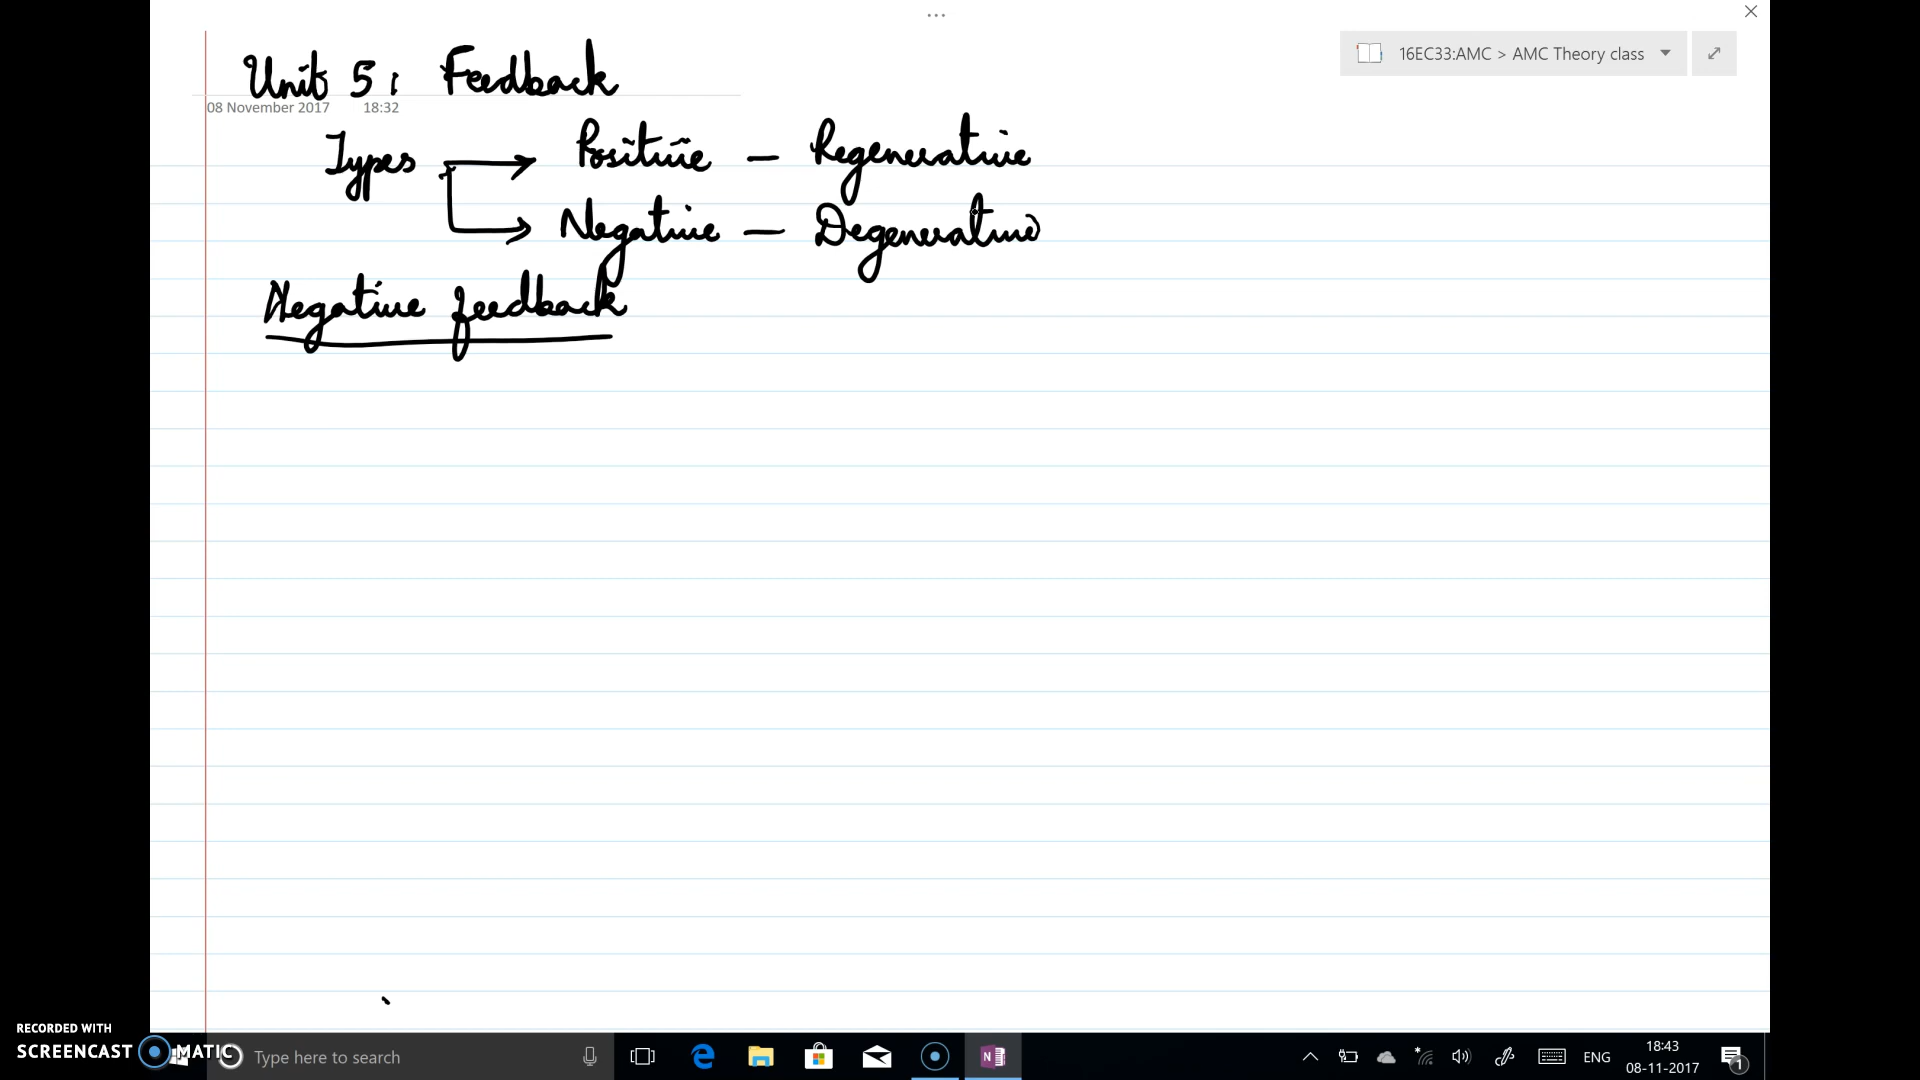 16EC33:AMC > AMC Theory class
Unit 5: Feedback
08 November 2017 18:32
Types Positive — Regenerative
Negative — Degenerative
Negative feedback
RECORDED WITH
SCREENCAST MATIC
Type here to search
N
ENG
18:43
08-11-2017
1